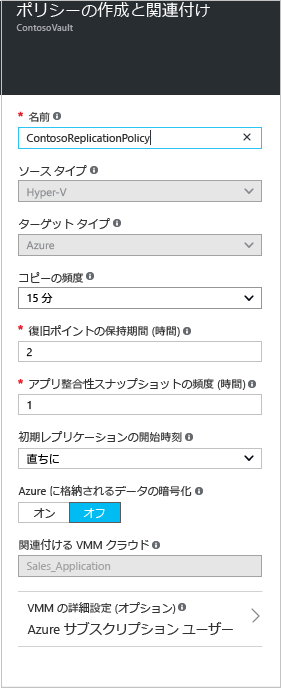 ポリシーの作成と関連付け
ContosoVault
* 名前
ContosoReplicationPolicy
ソース タイプ
Hyper-V
ターゲット タイプ
Azure
コピーの頻度
15 分
* 復旧ポイントの保持期間 (時間)
2
* アプリ整合性スナップショットの頻度 (時間)
1
初期レプリケーションの開始時刻
直ちに
Azure に格納されるデータの暗号化
オン オフ
関連付ける VMM クラウド
Sales_Application
VMM の詳細設定 (オプション)
Azure サブスクリプション ユーザー